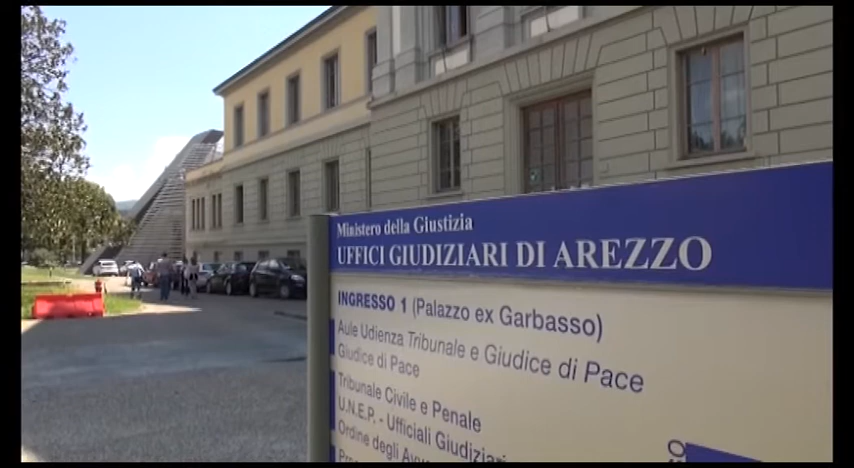 Ministero della Giustizia
UFFICI GIUDIZIARI DI AREZZO
INGRESSO 1 (Palazzo ex Garbasso)
Aule Udienza Tribunale e Giudice di Pace
Giudice di Pace
Tribunale Civile e Penale
U.N.E.P. - Ufficiali Giudiziari
Ordine degli